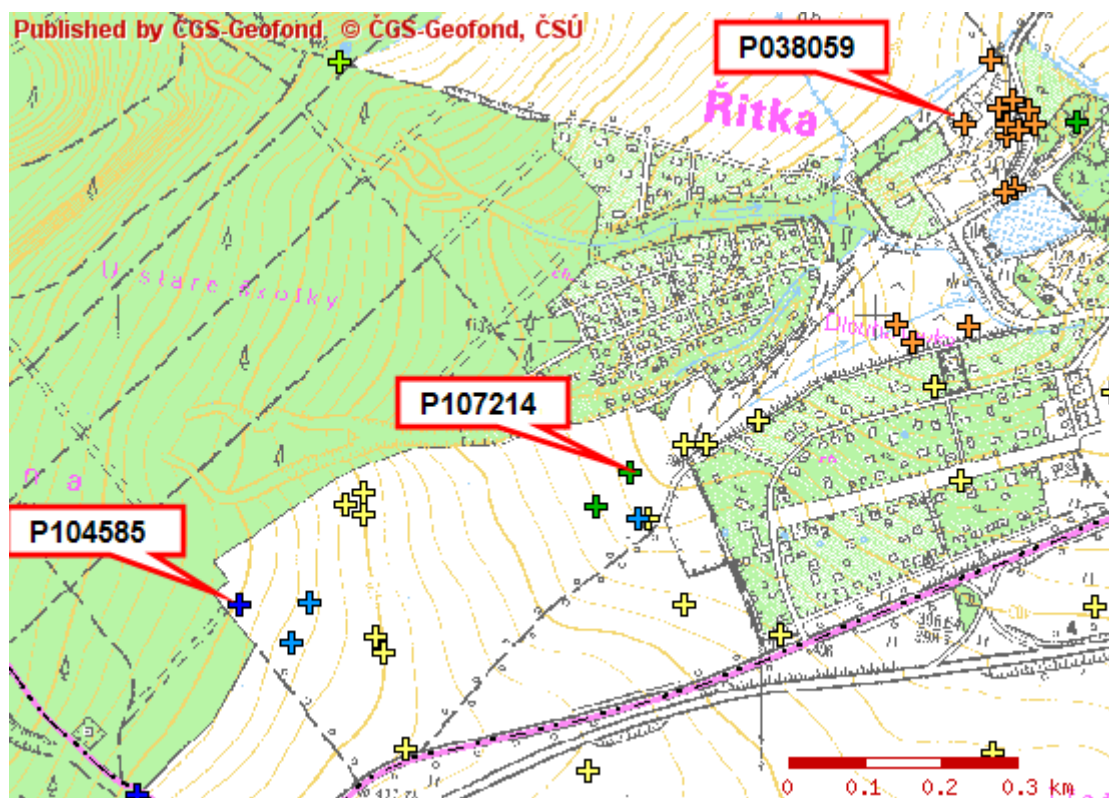 Published by ČGS-Geofond © ČGS-Geofond, ČSÚ
P038059
Řitka
U staré školky
P107214
n a
P104585
4
0 0.1 0.2 0.3 km